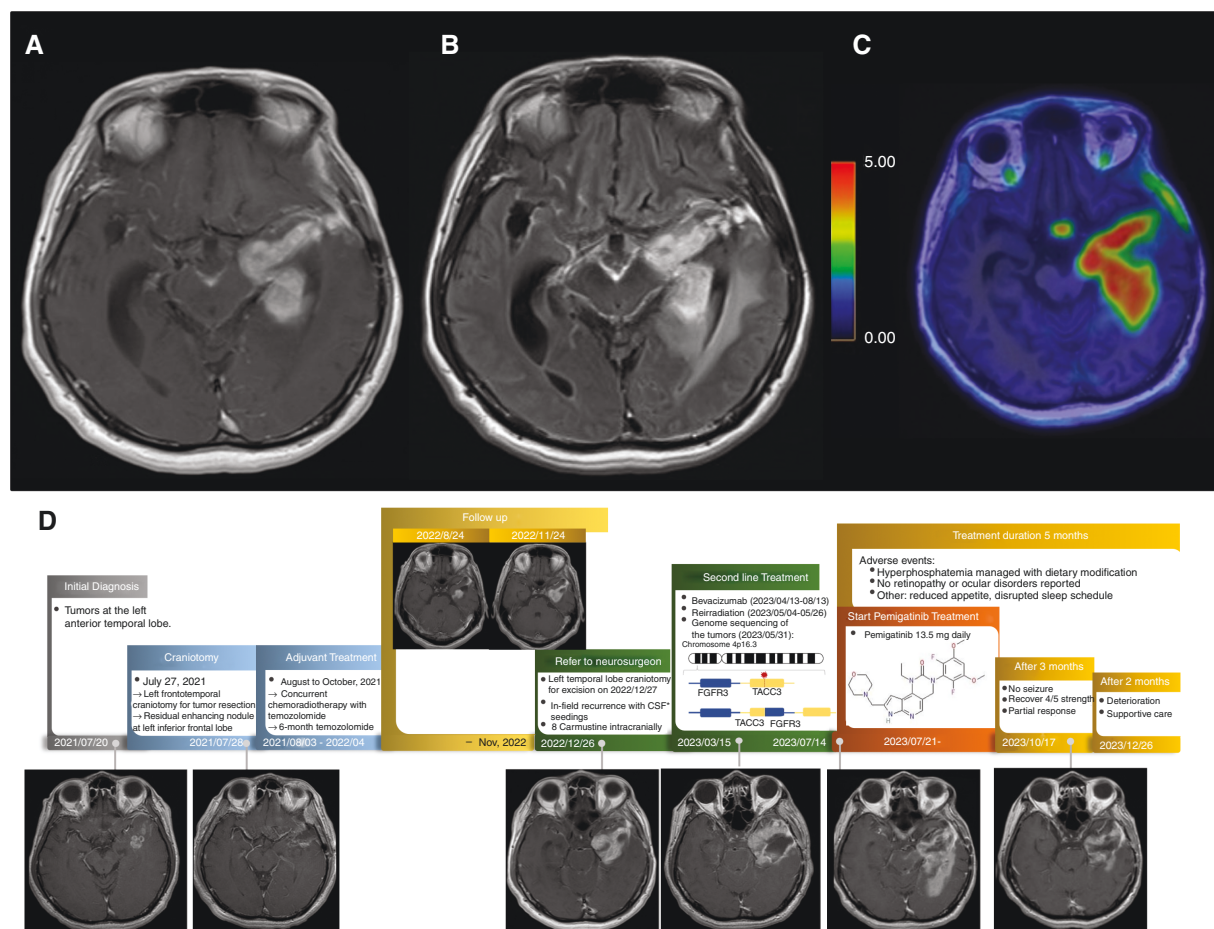 A
B
C
5.00
0.00
D
Initial Diagnosis
• Tumors at the left
anterior temporal lobe.
2021/07/20
Craniotomy
• July 27, 2021
→ Left frontotemporal
craniotomy for tumor resection
→ Residual enhancing nodule
at left inferior frontal lobe
2021/07/28
Adjuvant Treatment
• August to October, 2021
→ Concurrent
chemoradiotherapy with
temozolomide
→ 6-month temozolomide
2021/08/03 - 2022/04
Follow up
2022/8/24
2022/11/24
– Nov, 2022
Refer to neurosurgeon
• Left temporal lobe craniotomy
for excision on 2022/12/27
• In-field recurrence with CSF*
seedings
• 8 Carmustine intracranially
2022/12/26
Second line Treatment
• Bevacizumab (2023/04/13-08/13)
• Reirradiation (2023/05/04-05/26)
• Genome sequencing of
the tumors (2023/05/31):
Chromosome 4p16.3
FGFR3
TACC3
TACC3
FGFR3
2023/03/15
2023/07/14
Treatment duration 5 months
Adverse events:
• Hyperphosphatemia managed with dietary modification
• No retinopathy or ocular disorders reported
• Other: reduced appetite, disrupted sleep schedule
Start Pemigatinib Treatment
• Pemigatinib 13.5 mg daily
O
N
N
H
N
N
O
N
F
F
O
O
2023/07/21-
After 3 months
• No seizure
• Recover 4/5 strength
• Partial response
2023/10/17
After 2 months
• Deterioration
• Supportive care
2023/12/26